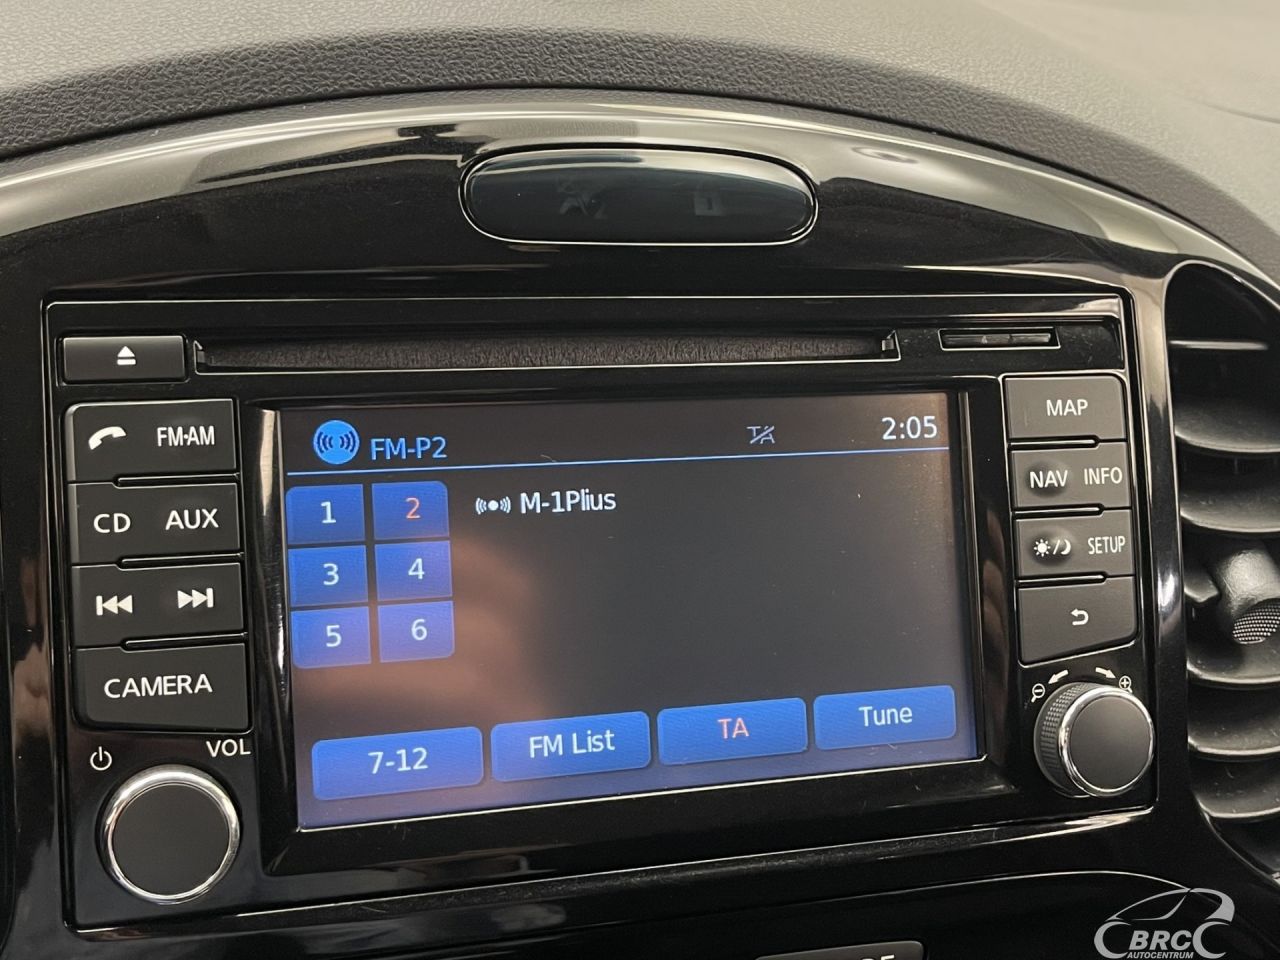 FM·AM
CD AUX
CAMERA
VOL
FM-P2 TA 2:05
1 2
M-1Plius
3 4
5 6
7-12 FM List TA Tune
MAP
NAV INFO
SETUP
BRC
AUTOCENTRUM